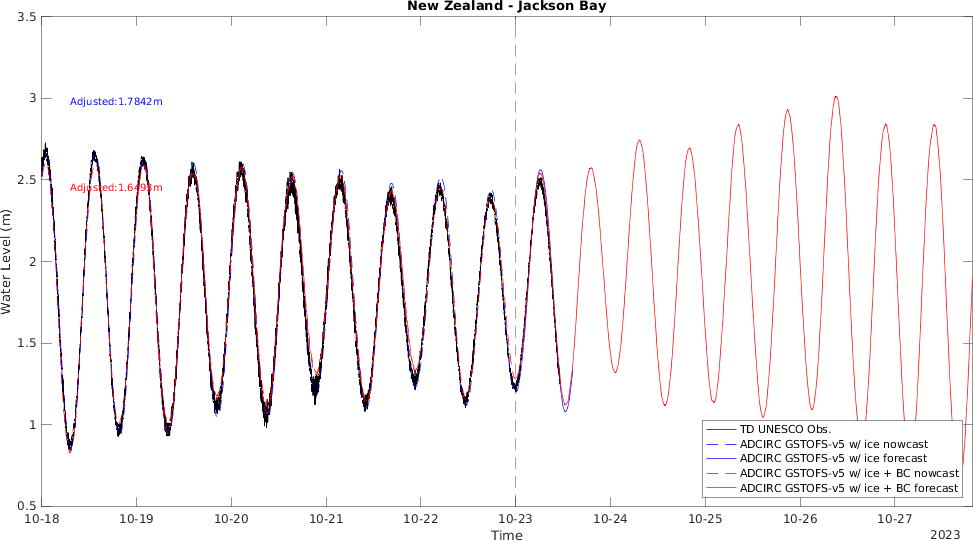 New Zealand - Jackson Bay
3.5
3
2.5
2
1.5
1
0.5
Water Level (m)
Adjusted:1.7842m
Adjusted:1.6493m
TD UNESCO Obs.
ADCIRC GSTOFS-v5 w/ ice nowcast
ADCIRC GSTOFS-v5 w/ ice forecast
ADCIRC GSTOFS-v5 w/ ice + BC nowcast
ADCIRC GSTOFS-v5 w/ ice + BC forecast
10-18 10-19 10-20 10-21 10-22 10-23 10-24 10-25 10-26 10-27
Time
2023